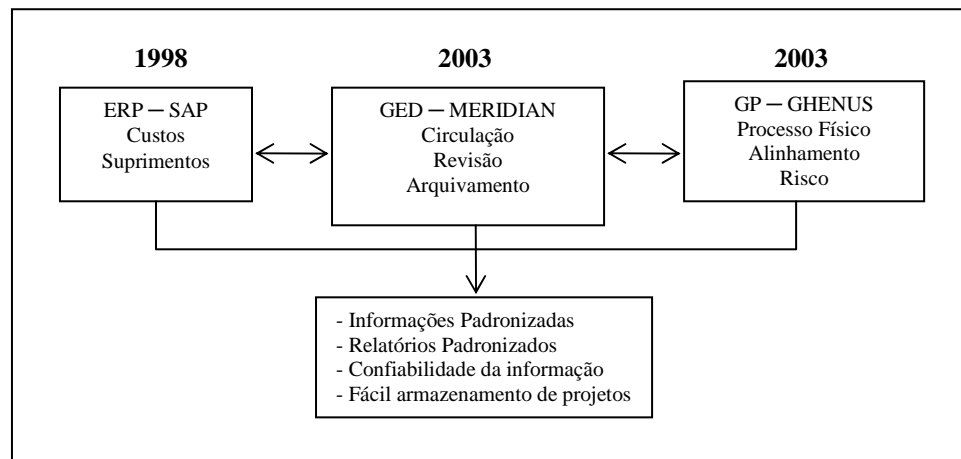 1998
ERP — SAP
Custos
Suprimentos
2003
GED — MERIDIAN
Circulação
Revisão
Arquivamento
2003
GP — GHENUS
Processo Físico
Alinhamento
Risco
- Informações Padronizadas
- Relatórios Padronizados
- Confiabilidade da informação
- Fácil armazenamento de projetos